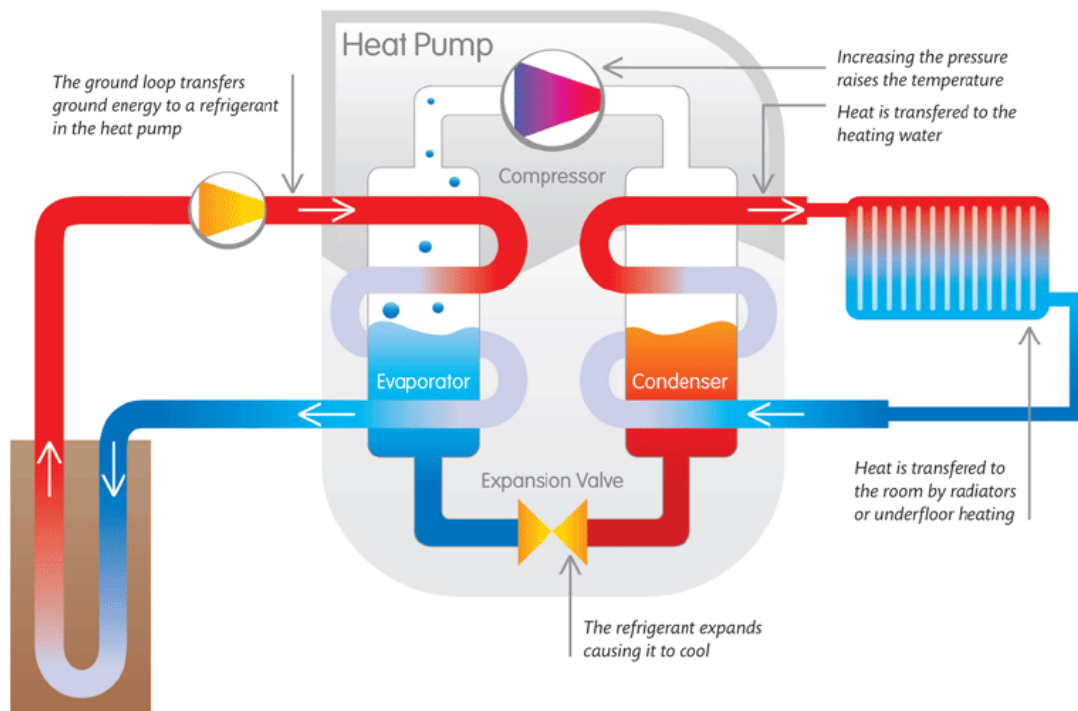 Heat Pump
The ground loop transfers
ground energy to a refrigerant
in the heat pump
Increasing the pressure
raises the temperature
Heat is transfered to the
heating water
Compressor
Evaporator
Condenser
Expansion Valve
Heat is transfered to
the room by radiators
or underfloor heating
The refrigerant expands
causing it to cool